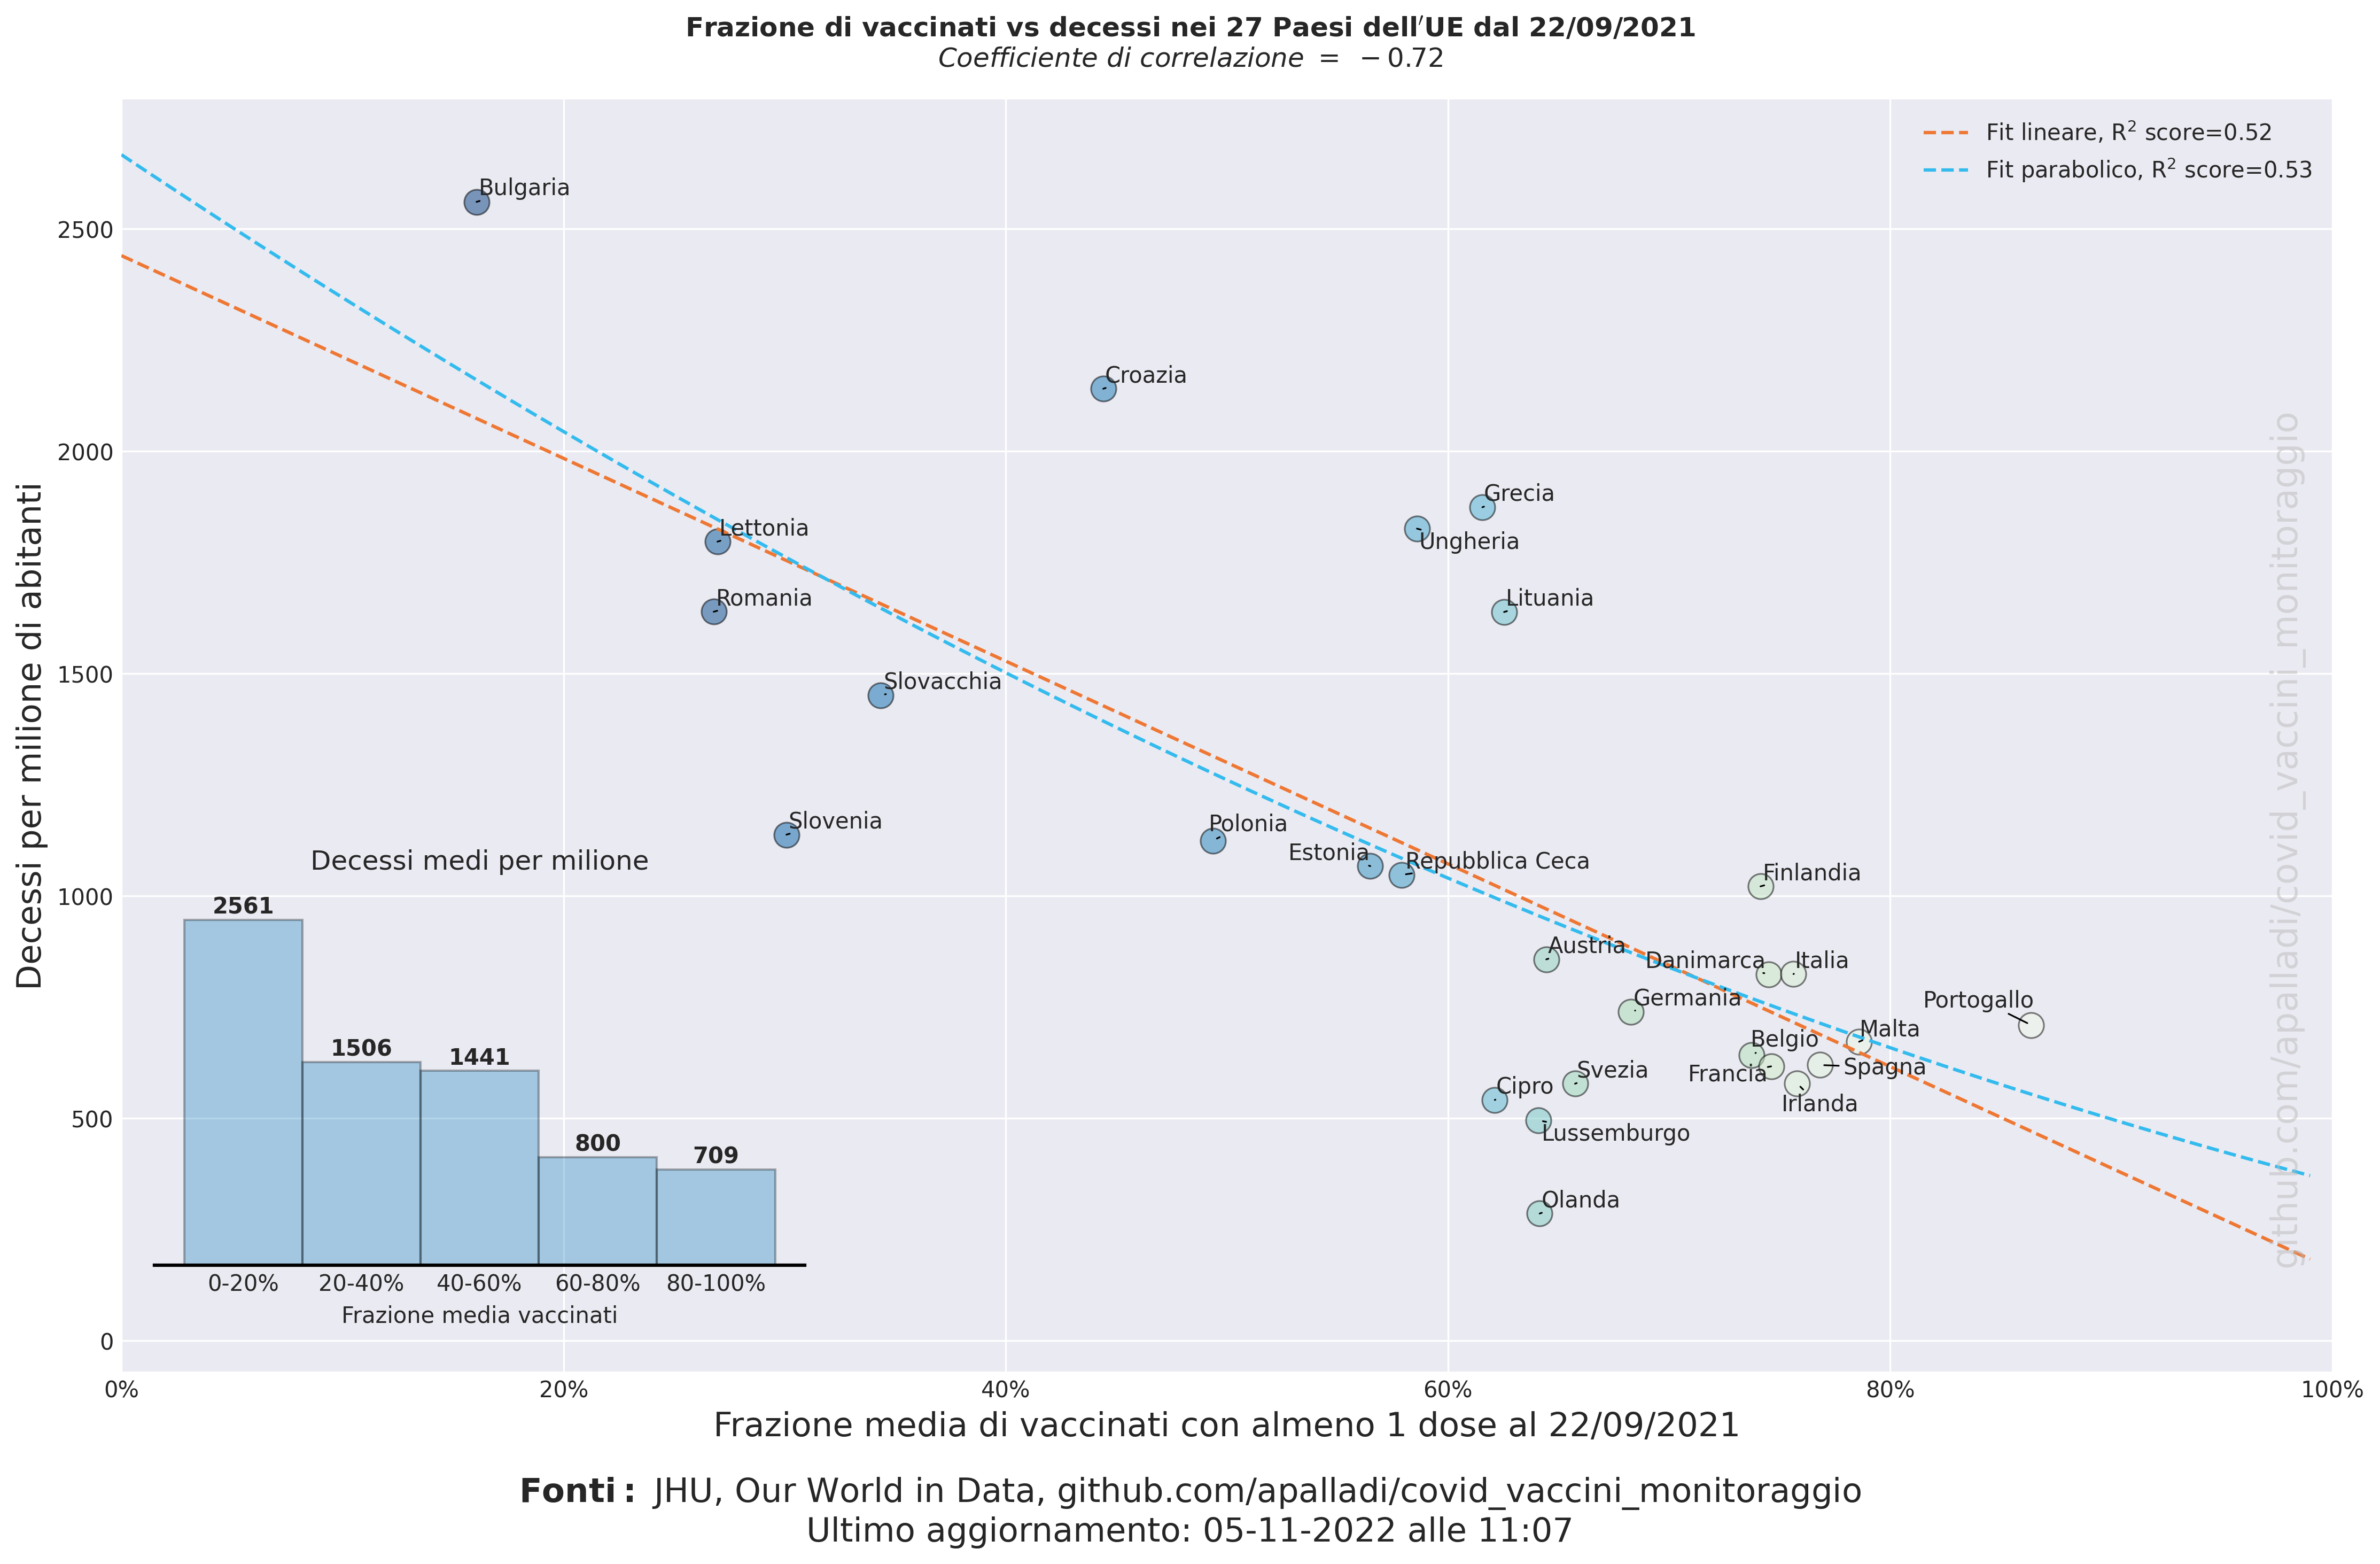 Frazione di vaccinati vs decessi nei 27 Paesi dell′UE dal 22/09/2021
Coefficiente di correlazione = −0.72
Fit lineare, R² score=0.52
Fit parabolico, R² score=0.53
Decessi per milione di abitanti
2500
2000
1500
1000
500
0
Bulgaria
Croazia
Grecia
Ungheria
Lettonia
Romania
Lituania
Slovacchia
Slovenia
Polonia
Estonia
Repubblica Ceca
Finlandia
Austria
Danimarca
Italia
Germania
Portogallo
Malta
Belgio
Francia
Spagna
Svezia
Cipro
Irlanda
Lussemburgo
Olanda
Decessi medi per milione
2561
1506
1441
800
709
0-20%
20-40%
40-60%
60-80%
80-100%
Frazione media vaccinati
github.com/apalladi/covid_vaccini_monitoraggio
0%
20%
40%
60%
80%
100%
Frazione media di vaccinati con almeno 1 dose al 22/09/2021
Fonti: JHU, Our World in Data, github.com/apalladi/covid_vaccini_monitoraggio
Ultimo aggiornamento: 05-11-2022 alle 11:07